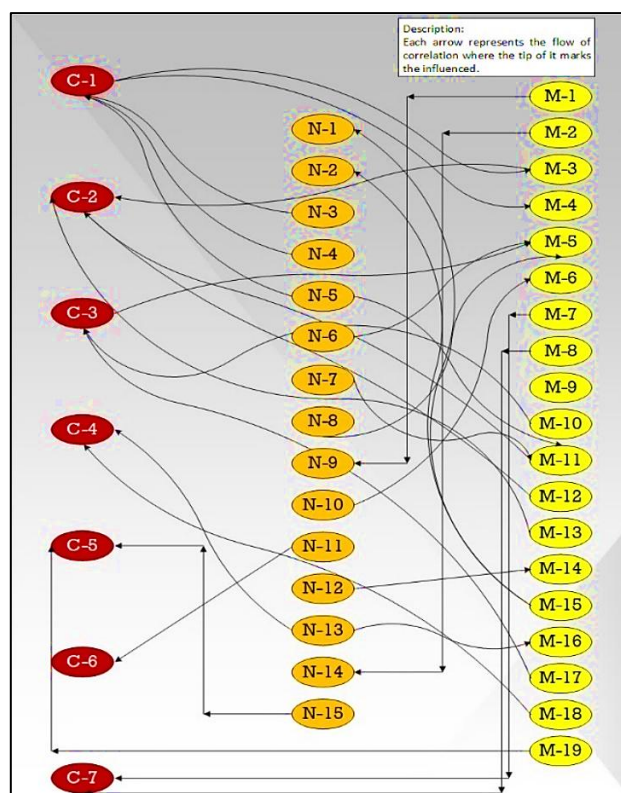 Description:
Each arrow represents the flow of
correlation where the tip of it marks
the influenced.
C-1
C-2
C-3
C-4
C-5
C-6
C-7
N-1
N-2
N-3
N-4
N-5
N-6
N-7
N-8
N-9
N-10
N-11
N-12
N-13
N-14
N-15
M-1
M-2
M-3
M-4
M-5
M-6
M-7
M-8
M-9
M-10
M-11
M-12
M-13
M-14
M-15
M-16
M-17
M-18
M-19